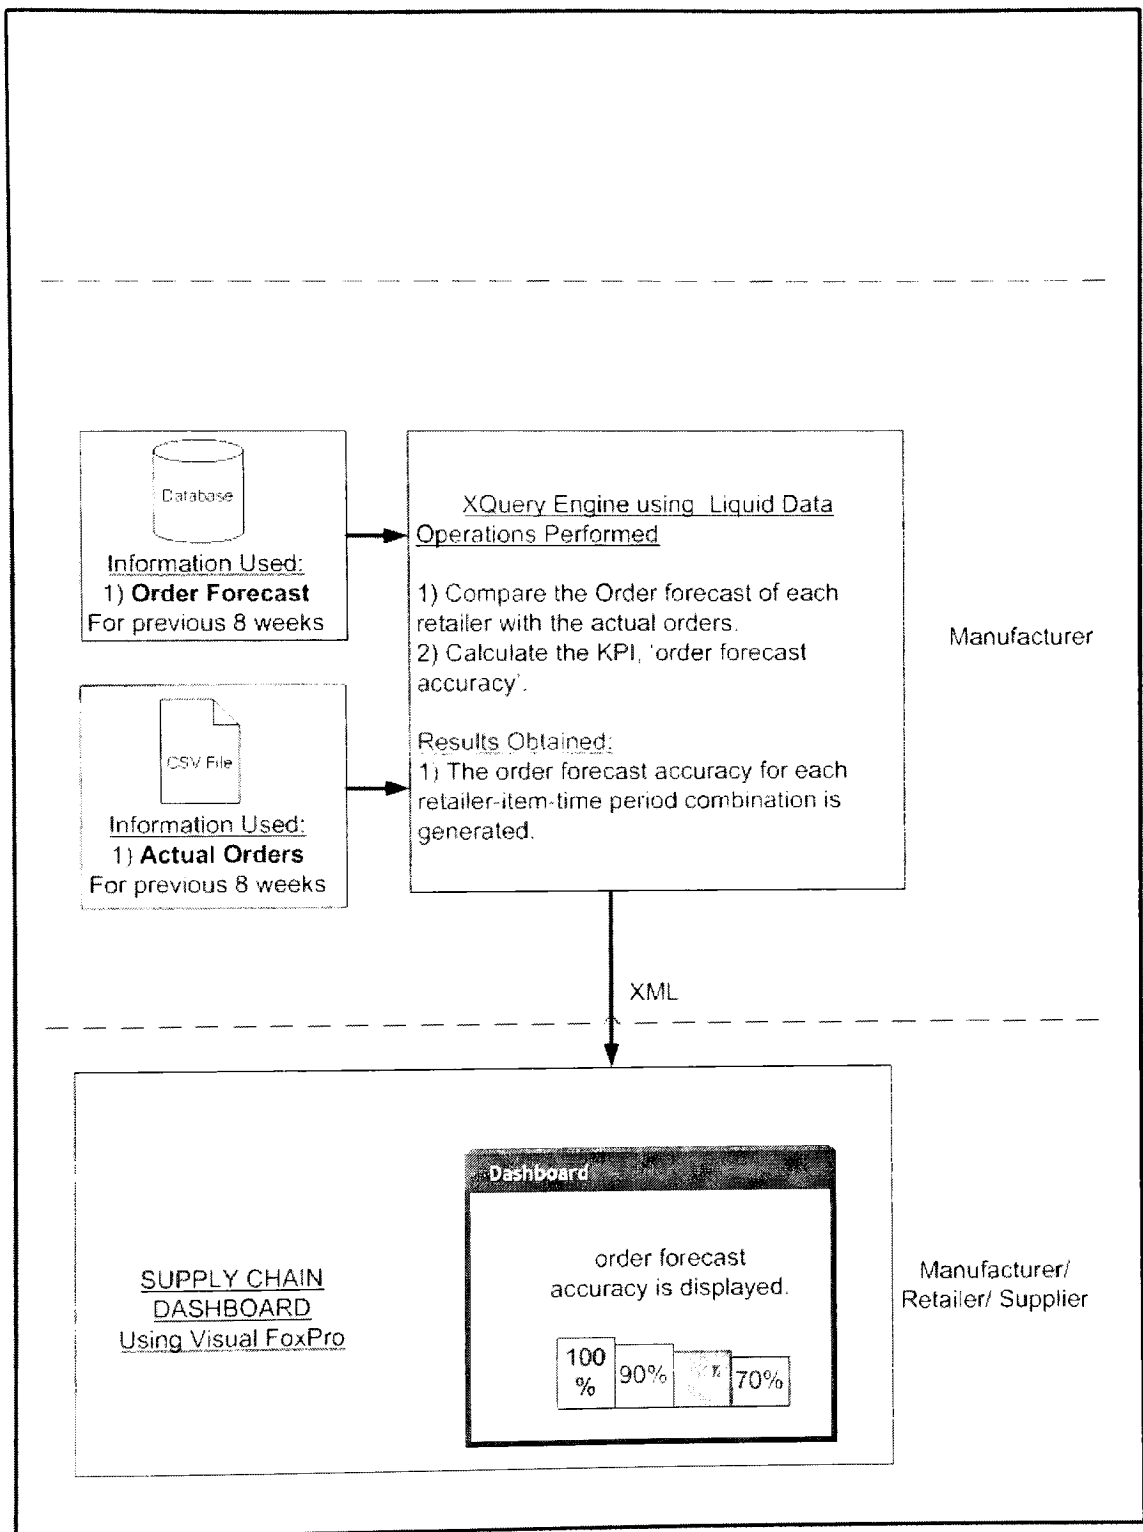 Database
Information Used:
1) Order Forecast
For previous 8 weeks
XQuery Engine using Liquid Data
Operations Performed
1) Compare the Order forecast of each
retailer with the actual orders.
2) Calculate the KPI, 'order forecast
accuracy'.
Results Obtained:
1) The order forecast accuracy for each
retailer-item-time period combination is
generated.
Manufacturer
CSV File
Information Used:
1) Actual Orders
For previous 8 weeks
XML
SUPPLY CHAIN
DASHBOARD
Using Visual FoxPro
Dashboard
order forecast
accuracy is displayed.
100
%
90%
%
70%
Manufacturer/
Retailer/ Supplier